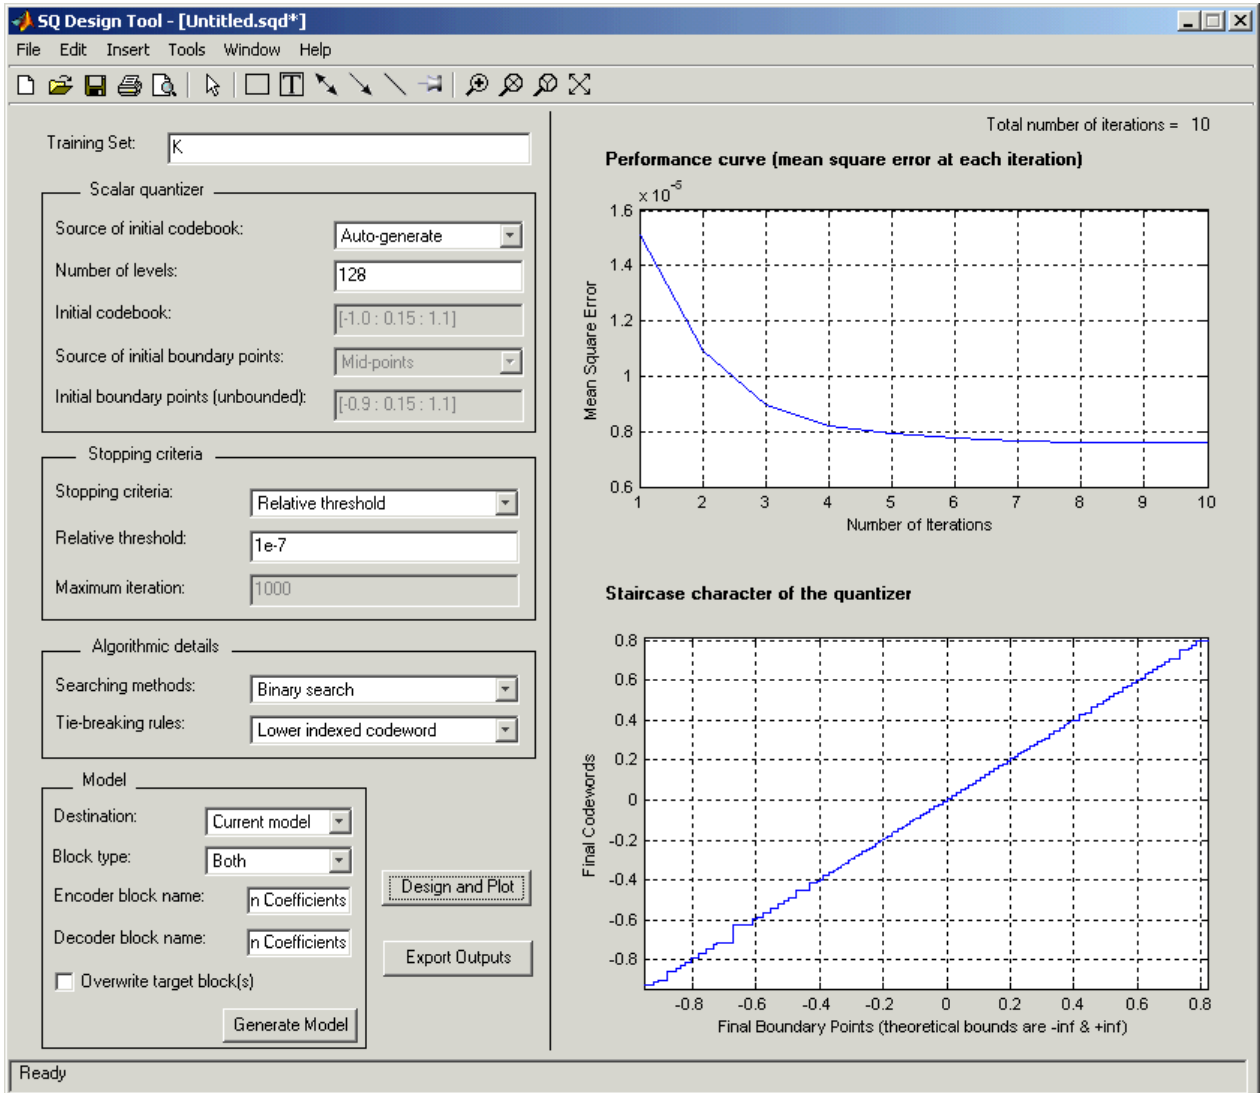 SQ Design Tool - [Untitled.sqd*]
File Edit Insert Tools Window Help
Training Set: K
Scalar quantizer
Source of initial codebook: Auto-generate
Number of levels: 128
Initial codebook: [-1.0 : 0.15 : 1.1]
Source of initial boundary points: Mid-points
Initial boundary points (unbounded): [-0.9 : 0.15 : 1.1]
Stopping criteria
Stopping criteria: Relative threshold
Relative threshold: 1e-7
Maximum iteration: 1000
Algorithmic details
Searching methods: Binary search
Tie-breaking rules: Lower indexed codeword
Model
Destination: Current model
Block type: Both
Encoder block name: n Coefficients
Decoder block name: n Coefficients
Overwrite target block(s)
Generate Model
Design and Plot
Export Outputs
Total number of iterations = 10
Performance curve (mean square error at each iteration)
x 10^-5
1.6
1.4
1.2
1
0.8
0.6
Mean Square Error
1 2 3 4 5 6 7 8 9 10
Number of Iterations
Staircase character of the quantizer
0.8
0.6
0.4
0.2
0
-0.2
-0.4
-0.6
-0.8
Final Codewords
-0.8 -0.6 -0.4 -0.2 0 0.2 0.4 0.6 0.8
Final Boundary Points (theoretical bounds are -inf & +inf)
Ready